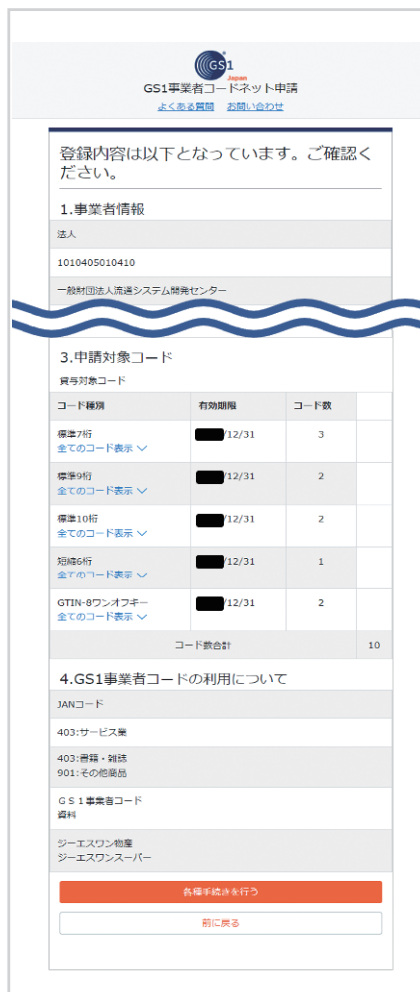 GS1
Japan
GS1事業者コードネット申請
よくある質問 お問い合わせ
登録内容は以下となっています。ご確認く
ださい。
1.事業者情報
法人
1010405010410
一般財団法人流通システム開発センター
3.申請対象コード
貸与対象コード
コード種別 有効期限 コード数
標準7桁 /12/31 3
全てのコード表示
標準9桁 /12/31 2
全てのコード表示
標準10桁 /12/31 2
全てのコード表示
短縮6桁 /12/31 1
全てのコード表示
GTIN-8ワンオフキー /12/31 2
全てのコード表示
コード数合計 10
4.GS1事業者コードの利用について
JANコード
403:サービス業
403:書籍・雑誌
901:その他商品
GS1事業者コード
資料
ジーエスワン物産
ジーエスワンスーパー
各種手続きを行う
前に戻る